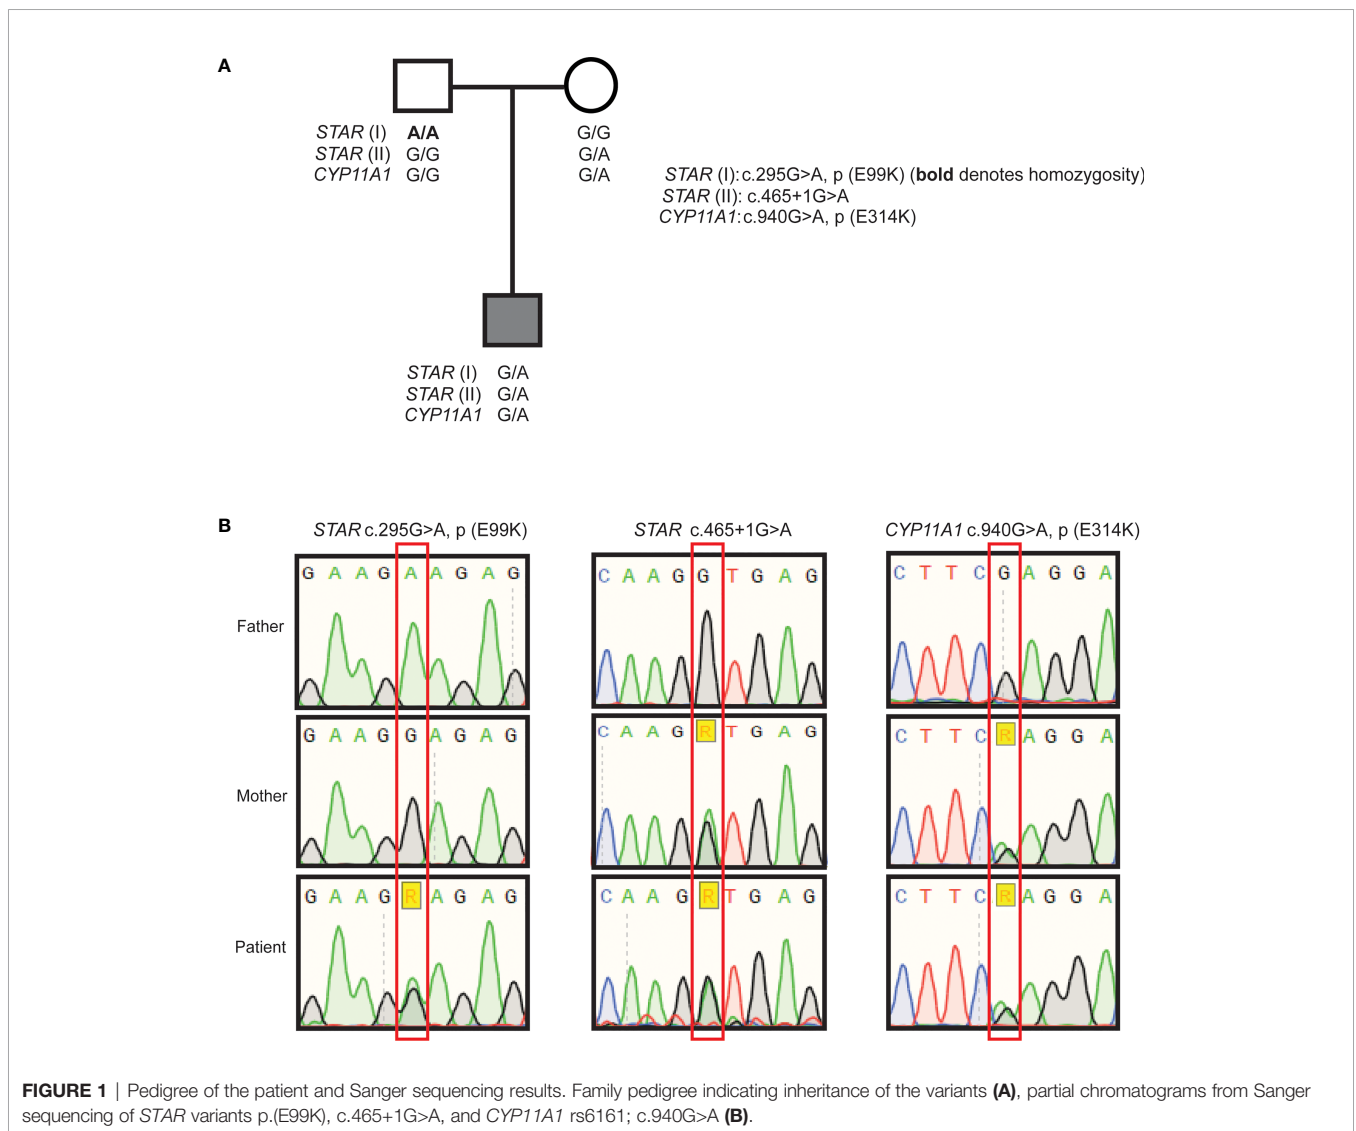 A
STAR (I) A/A G/G
STAR (II) G/G G/A
CYP11A1 G/G G/A
STAR (I): c.295G>A, p (E99K) (bold denotes homozygosity)
STAR (II): c.465+1G>A
CYP11A1: c.940G>A, p (E314K)
STAR (I) G/A
STAR (II) G/A
CYP11A1 G/A
B
STAR c.295G>A, p (E99K) STAR c.465+1G>A CYP11A1 c.940G>A, p (E314K)
G A A G A A G A G C A A G G T G A G C T T C G A G G A
Father
G A A G G A G A G C A A G R T G A G C T T C R A G G A
Mother
G A A G R A G A G C A A G R T G A G C T T C R A G G A
Patient
FIGURE 1 | Pedigree of the patient and Sanger sequencing results. Family pedigree indicating inheritance of the variants (A), partial chromatograms from Sanger
sequencing of STAR variants p.(E99K), c.465+1G>A, and CYP11A1 rs6161; c.940G>A (B).